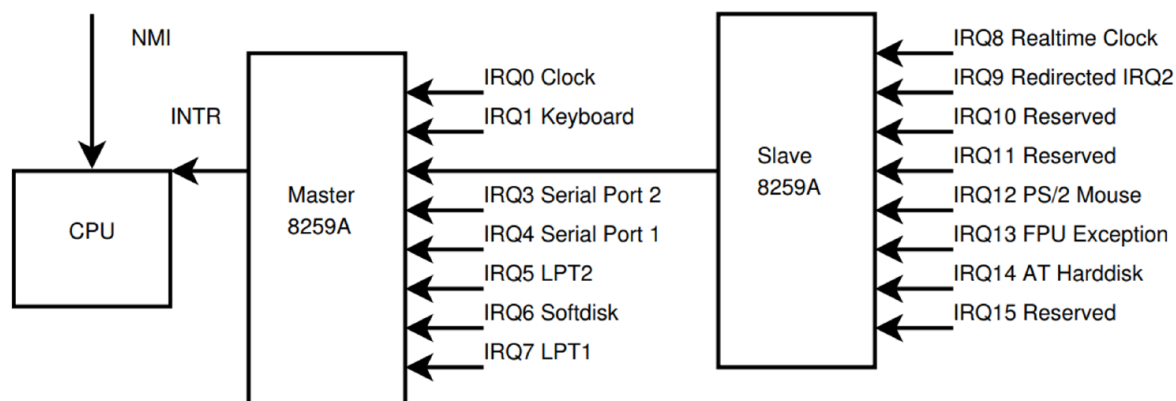 NMI
INTR
CPU
Master
8259A
IRQ0 Clock
IRQ1 Keyboard
IRQ3 Serial Port 2
IRQ4 Serial Port 1
IRQ5 LPT2
IRQ6 Softdisk
IRQ7 LPT1
Slave
8259A
IRQ8 Realtime Clock
IRQ9 Redirected IRQ2
IRQ10 Reserved
IRQ11 Reserved
IRQ12 PS/2 Mouse
IRQ13 FPU Exception
IRQ14 AT Harddisk
IRQ15 Reserved